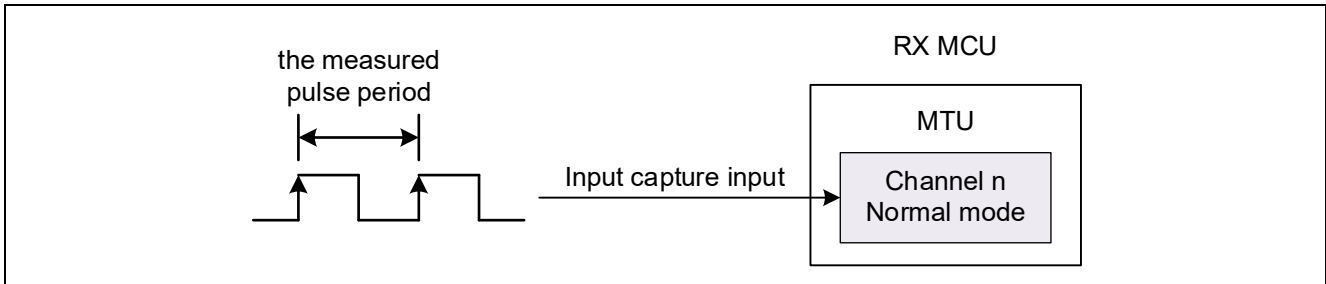 the measured
pulse period
RX MCU
MTU
Input capture input
Channel n
Normal mode